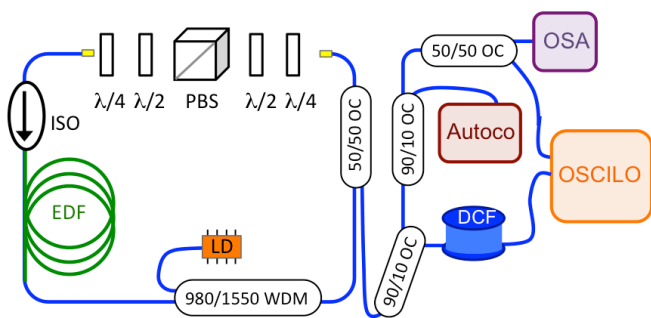 λ/4
λ/2
PBS
λ/2
λ/4
ISO
EDF
LD
980/1550 WDM
50/50 OC
90/10 OC
90/10 OC
50/50 OC
OSA
Autoco
DCF
OSCILO